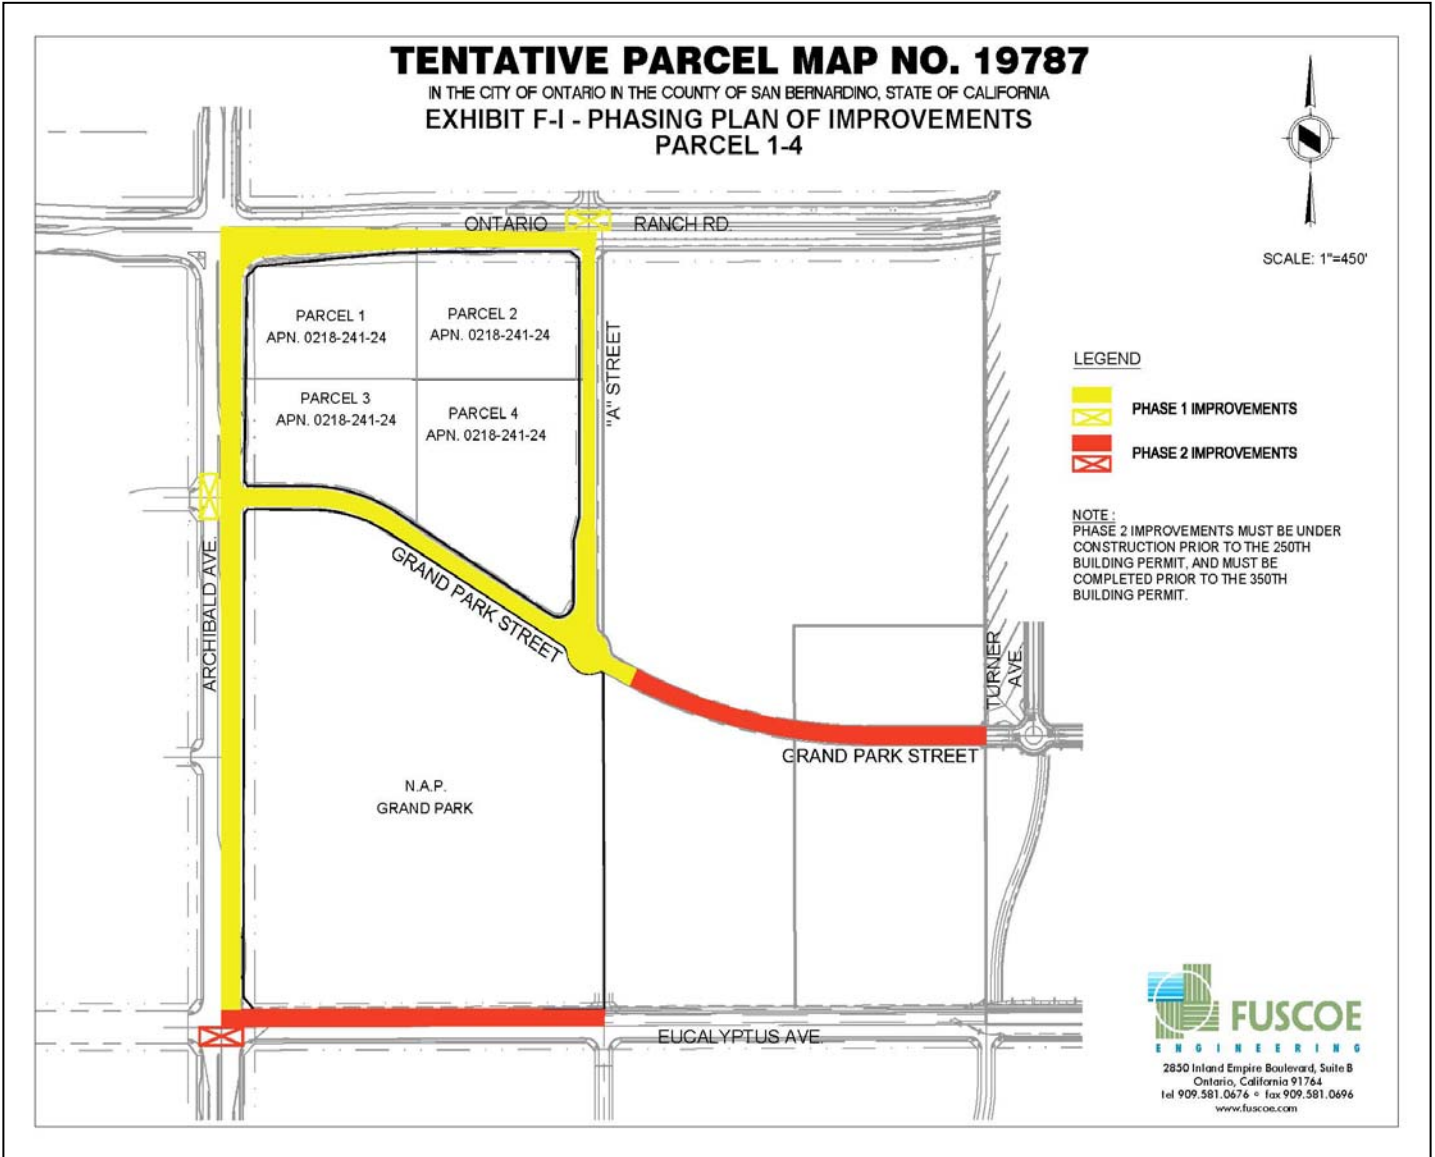 TENTATIVE PARCEL MAP NO. 19787
IN THE CITY OF ONTARIO IN THE COUNTY OF SAN BERNARDINO, STATE OF CALIFORNIA
EXHIBIT F-I - PHASING PLAN OF IMPROVEMENTS
PARCEL 1-4
SCALE: 1"=450'
ONTARIO RANCH RD.
PARCEL 1
APN. 0218-241-24
PARCEL 2
APN. 0218-241-24
PARCEL 3
APN. 0218-241-24
PARCEL 4
APN. 0218-241-24
"A" STREET
ARCHIBALD AVE.
GRAND PARK STREET
TURNER
AVE.
GRAND PARK STREET
N.A.P.
GRAND PARK
EUCALYPTUS AVE.
LEGEND
PHASE 1 IMPROVEMENTS
PHASE 2 IMPROVEMENTS
NOTE :
PHASE 2 IMPROVEMENTS MUST BE UNDER
CONSTRUCTION PRIOR TO THE 250TH
BUILDING PERMIT, AND MUST BE
COMPLETED PRIOR TO THE 350TH
BUILDING PERMIT.
FUSCOE
ENGINEERING
2850 Inland Empire Boulevard, Suite B
Ontario, California 91764
tel 909.581.0676 ° fax 909.581.0696
www.fuscoe.com